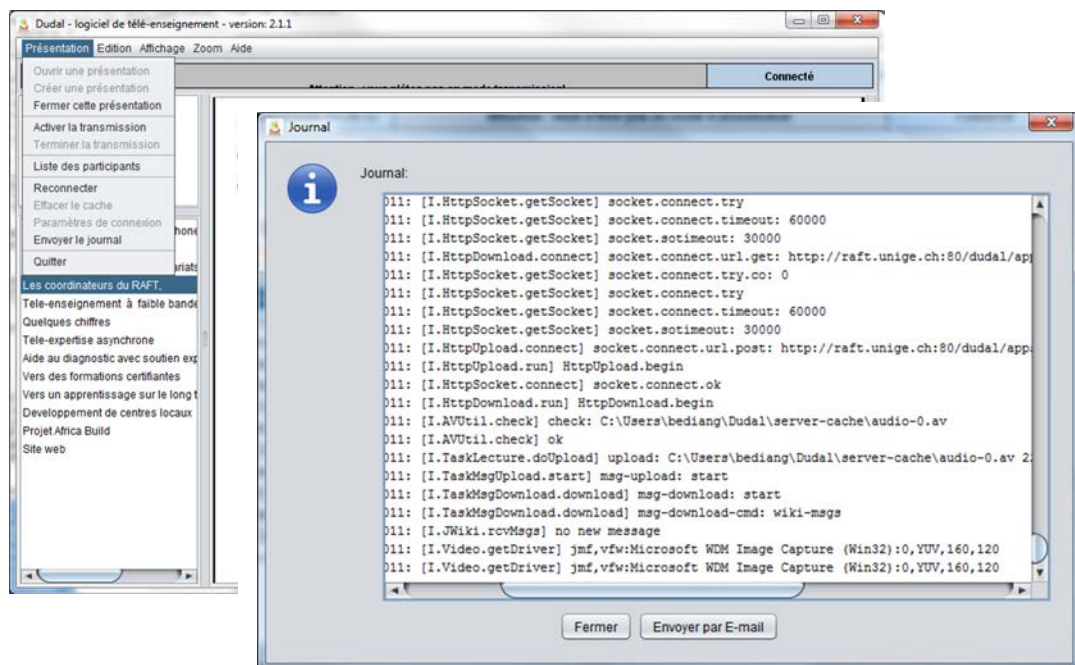 Dudal - logiciel de télé-enseignement - version: 2.1.1
Présentation Edition Affichage Zoom Aide
Connecté
Ouvrir une présentation
Créer une présentation
Fermer cette présentation
Activer la transmission
Terminer la transmission
Liste des participants
Reconnecter
Effacer le cache
Paramètres de connexion
Envoyer le journal
Quitter
hone
ariats
Les coordinateurs du RAFT,
Tele-enseignement à faible bande
Quelques chiffres
Tele-expertise asynchrone
Aide au diagnostic avec soutien exp
Vers des formations certifiantes
Vers un apprentissage sur le long t
Developpement de centres locaux
Projet Africa Build
Site web
Journal
Journal:
011: [I.HttpSocket.getSocket] socket.connect.try
011: [I.HttpSocket.getSocket] socket.connect.timeout: 60000
011: [I.HttpSocket.getSocket] socket.sotimeout: 30000
011: [I.HttpDownload.connect] socket.connect.url.get: http://raft.unige.ch:80/dudal/app
011: [I.HttpSocket.getSocket] socket.connect.try.co: 0
011: [I.HttpSocket.getSocket] socket.connect.try
011: [I.HttpSocket.getSocket] socket.connect.timeout: 60000
011: [I.HttpSocket.getSocket] socket.sotimeout: 30000
011: [I.HttpUpload.connect] socket.connect.url.post: http://raft.unige.ch:80/dudal/app
011: [I.HttpUpload.run] HttpUpload.begin
011: [I.HttpSocket.connect] socket.connect.ok
011: [I.HttpDownload.run] HttpDownload.begin
011: [I.AVUtil.check] check: C:\Users\bediang\Dudal\server-cache\audio-0.av
011: [I.AVUtil.check] ok
011: [I.TaskLecture.doUpload] upload: C:\Users\bediang\Dudal\server-cache\audio-0.av 2
011: [I.TaskMsgUpload.start] msg-upload: start
011: [I.TaskMsgDownload.download] msg-download: start
011: [I.TaskMsgDownload.download] msg-download-cmd: wiki-msgs
011: [I.JWiki.rcvMsgs] no new message
011: [I.Video.getDriver] jmf,vfw:Microsoft WDM Image Capture (Win32):0,YUV,160,120
011: [I.Video.getDriver] jmf,vfw:Microsoft WDM Image Capture (Win32):0,YUV,160,120
Fermer Envoyer par E-mail